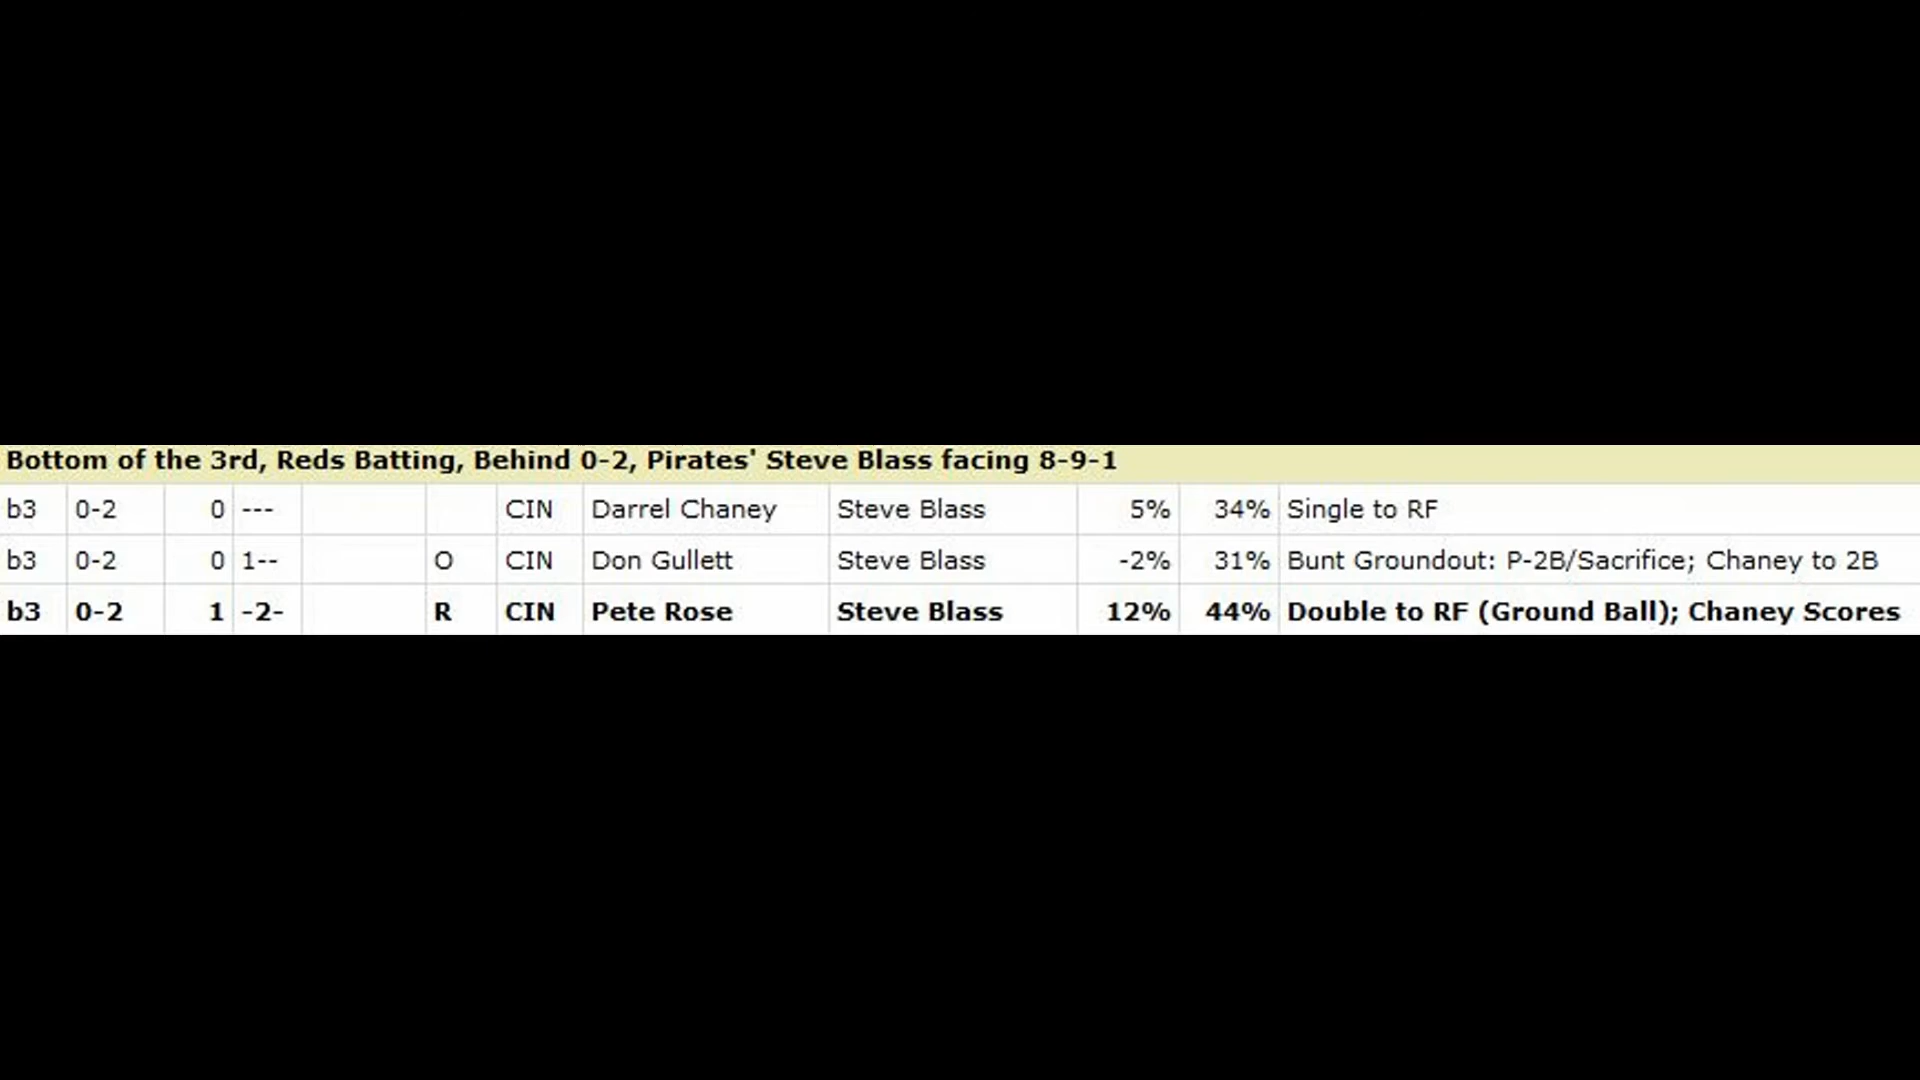 Bottom of the 3rd, Reds Batting, Behind 0-2, Pirates' Steve Blass facing 8-9-1
b3 0-2 0 --- CIN Darrel Chaney Steve Blass 5% 34% Single to RF
b3 0-2 0 1-- O CIN Don Gullett Steve Blass -2% 31% Bunt Groundout: P-2B/Sacrifice; Chaney to 2B
b3 0-2 1 -2- R CIN Pete Rose Steve Blass 12% 44% Double to RF (Ground Ball); Chaney Scores